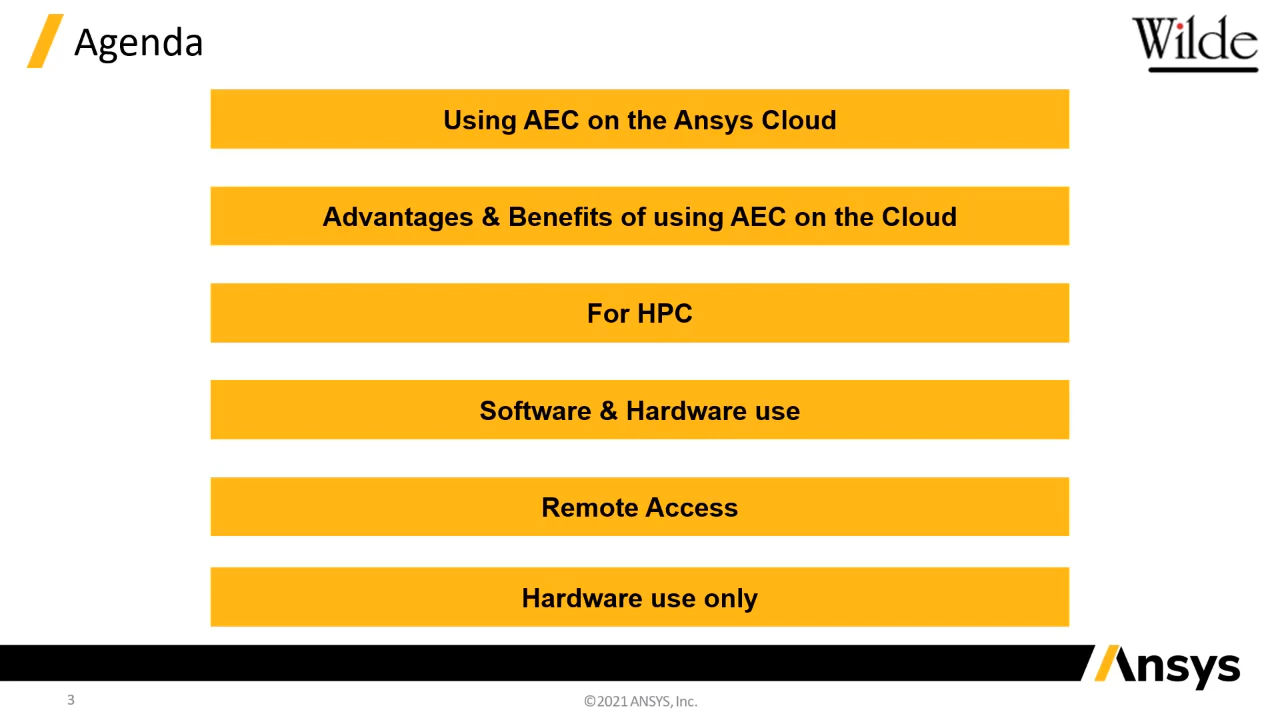 Agenda
Wilde
Using AEC on the Ansys Cloud
Advantages & Benefits of using AEC on the Cloud
For HPC
Software & Hardware use
Remote Access
Hardware use only
Ansys
3
©2021 ANSYS, Inc.